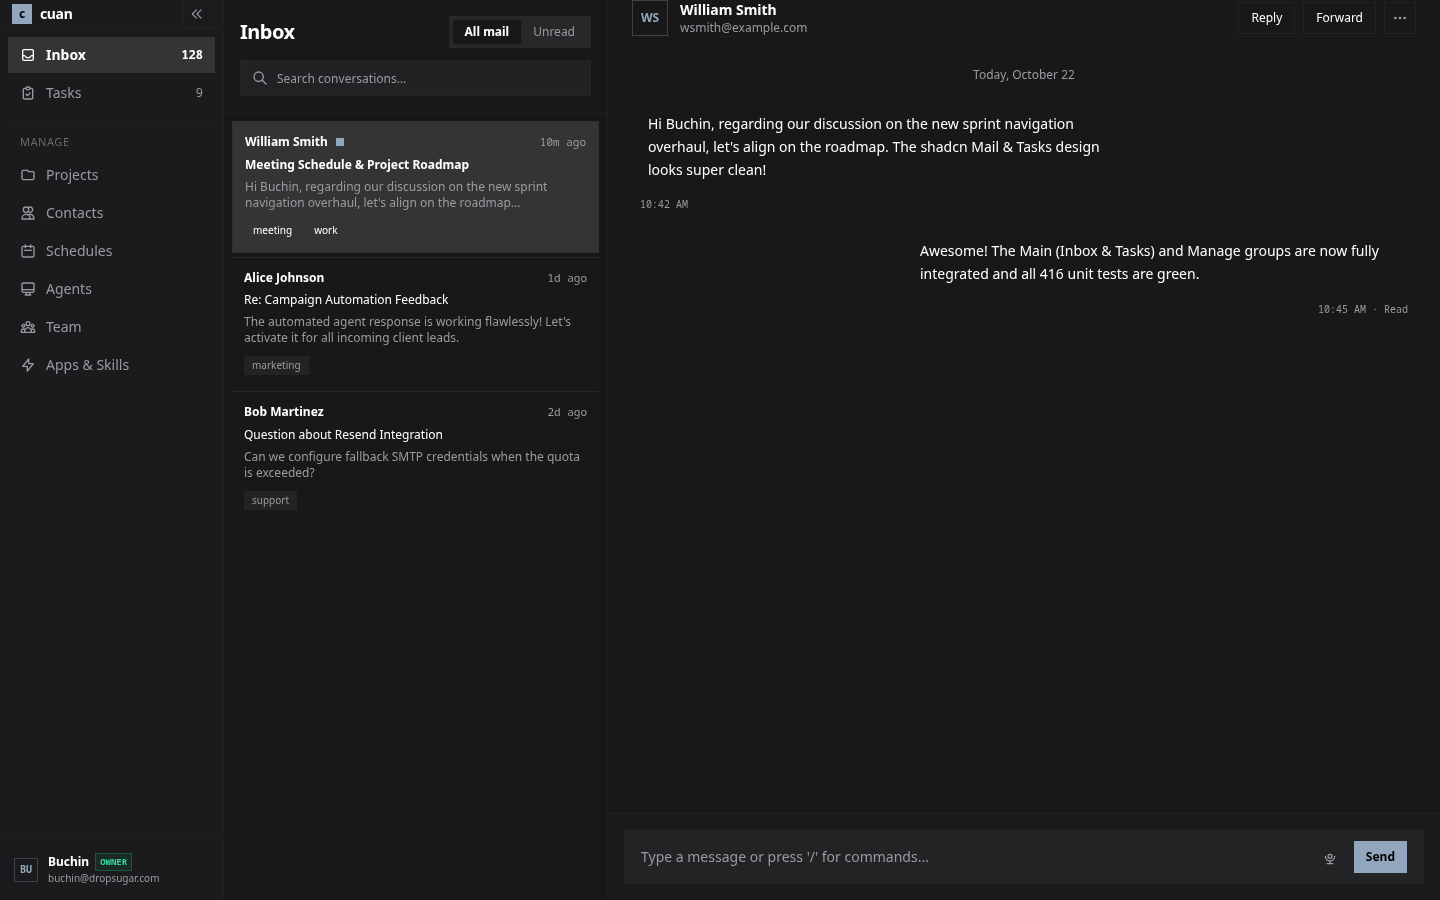 c cuan
Inbox 128
Tasks 9
MANAGE
Projects
Contacts
Schedules
Agents
Team
Apps & Skills
BU
Buchin OWNER
buchin@dropsugar.com
Inbox
All mail Unread
Search conversations...
William Smith 10m ago
Meeting Schedule & Project Roadmap
Hi Buchin, regarding our discussion on the new sprint
navigation overhaul, let's align on the roadmap...
meeting work
Alice Johnson 1d ago
Re: Campaign Automation Feedback
The automated agent response is working flawlessly! Let's
activate it for all incoming client leads.
marketing
Bob Martinez 2d ago
Question about Resend Integration
Can we configure fallback SMTP credentials when the quota
is exceeded?
support
WS
William Smith
wsmith@example.com
Reply Forward ···
Today, October 22
Hi Buchin, regarding our discussion on the new sprint navigation
overhaul, let's align on the roadmap. The shadcn Mail & Tasks design
looks super clean!
10:42 AM
Awesome! The Main (Inbox & Tasks) and Manage groups are now fully
integrated and all 416 unit tests are green.
10:45 AM · Read
Type a message or press '/' for commands...
Send